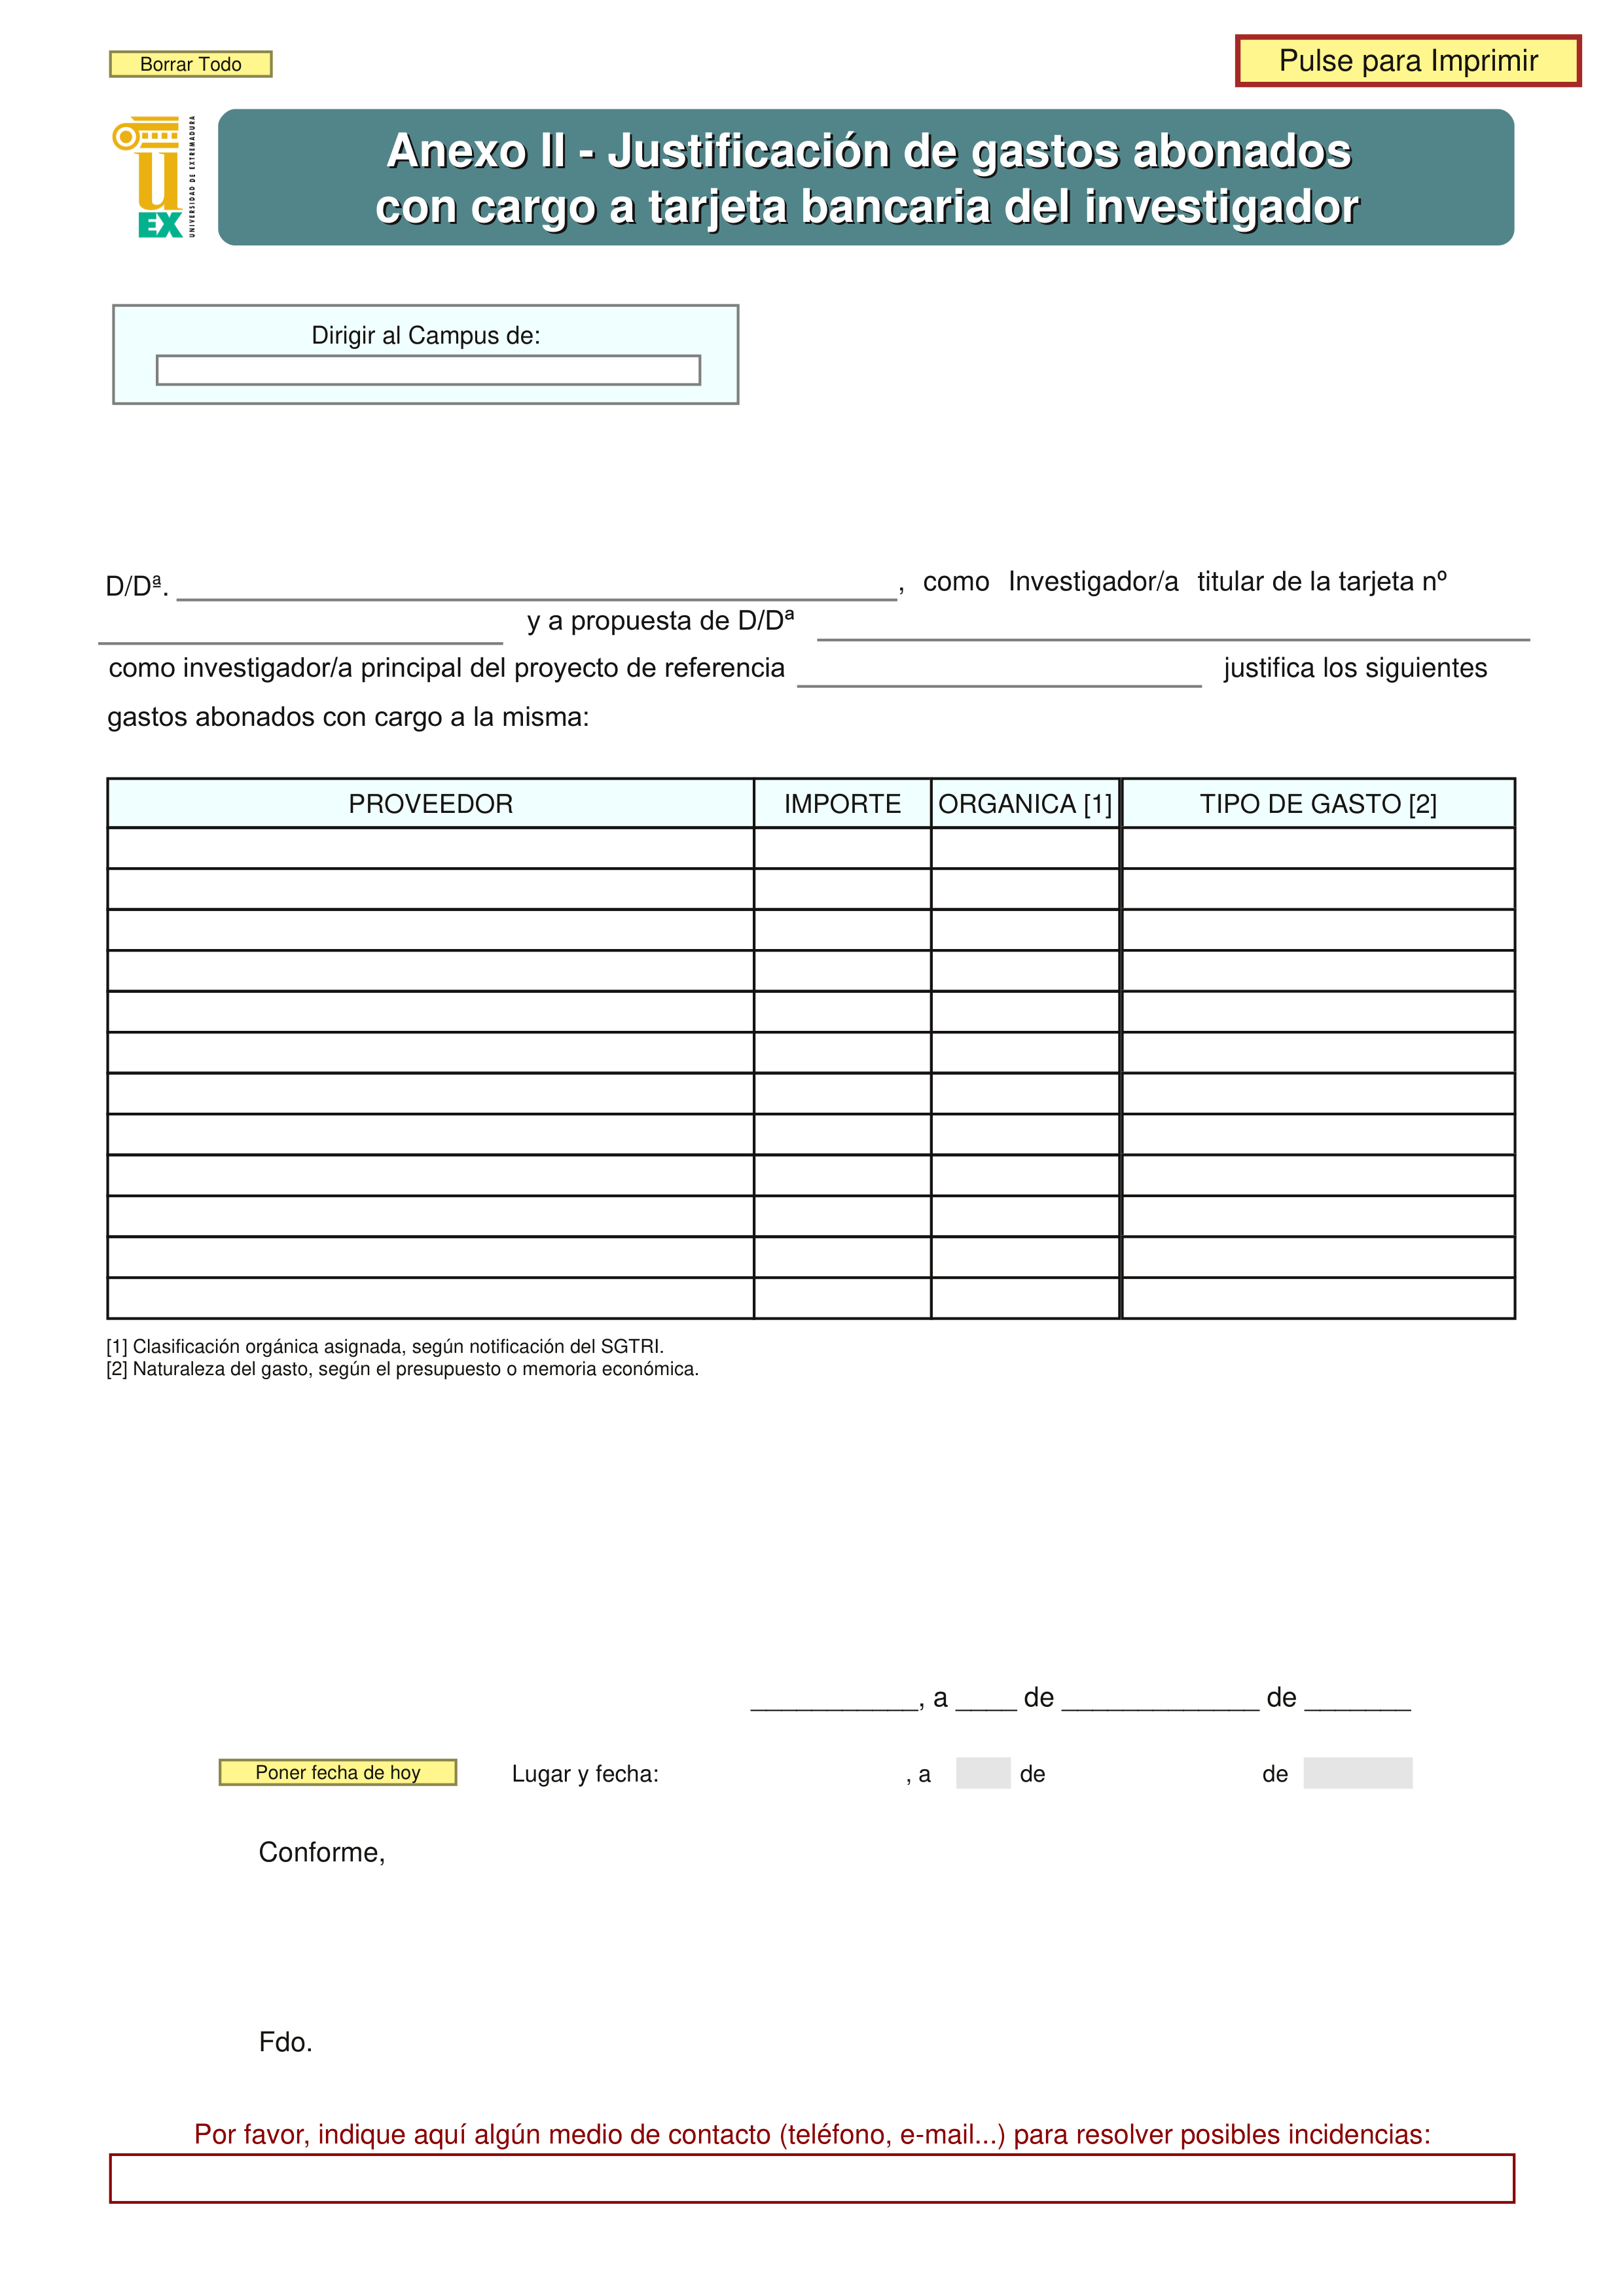 Borrar Todo
Pulse para Imprimir
UNIVERSIDAD DE EXTREMADURA
u
EX
Anexo II - Justificación de gastos abonados
con cargo a tarjeta bancaria del investigador
Dirigir al Campus de:
D/Dª. , como Investigador/a titular de la tarjeta nº
y a propuesta de D/Dª
como investigador/a principal del proyecto de referencia justifica los siguientes
gastos abonados con cargo a la misma:
PROVEEDOR IMPORTE ORGANICA [1] TIPO DE GASTO [2]
[1] Clasificación orgánica asignada, según notificación del SGTRI.
[2] Naturaleza del gasto, según el presupuesto o memoria económica.
___________, a ____ de _____________ de _______
Poner fecha de hoy Lugar y fecha: , a de de
Conforme,
Fdo.
Por favor, indique aquí algún medio de contacto (teléfono, e-mail...) para resolver posibles incidencias: